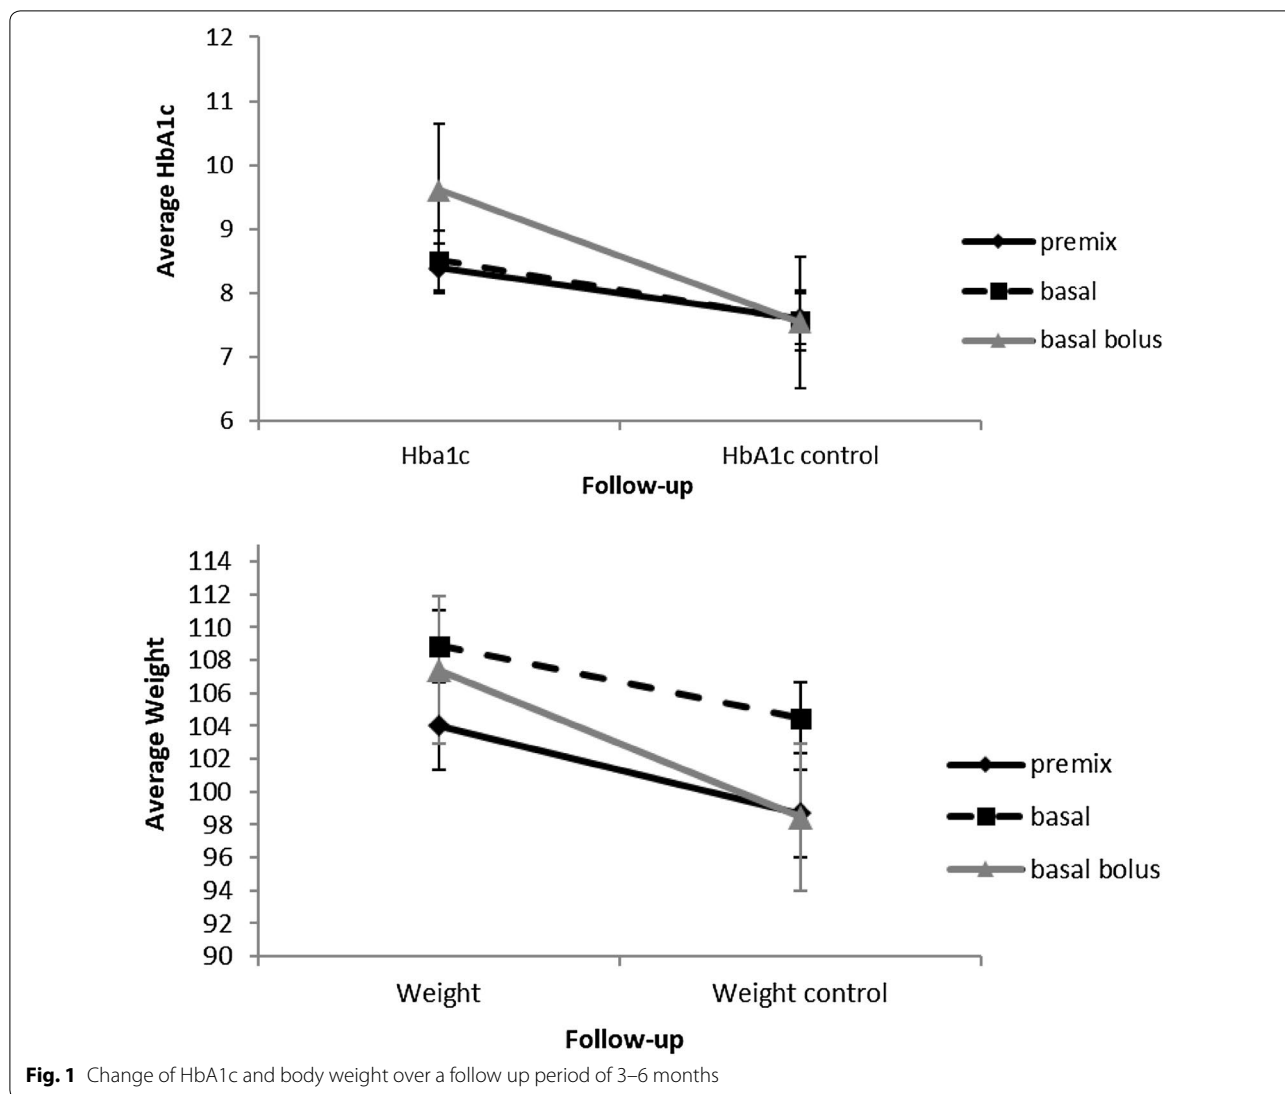 12
11
10
9
8
7
6
Average HbA1c
Hba1c HbA1c control
Follow-up
premix
basal
basal bolus
114
112
110
108
106
104
102
100
98
96
94
92
90
Average Weight
Weight Weight control
Follow-up
premix
basal
basal bolus
Fig. 1 Change of HbA1c and body weight over a follow up period of 3–6 months